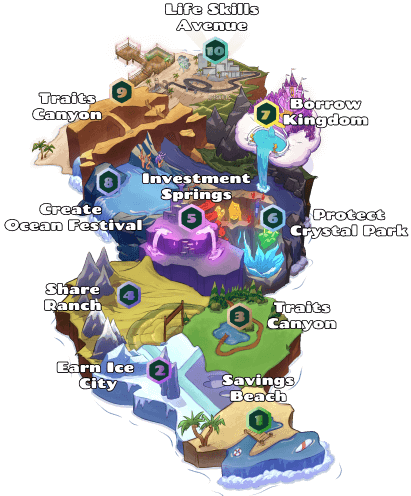 Life Skills
Avenue
10
9
Traits
Canyon
7
Borrow
Kingdom
8
Investment
Springs
Create
Ocean Festival
5
6
Protect
Crystal Park
Share
Ranch
4
3
Traits
Canyon
Earn Ice
City
2
Savings
Beach
1